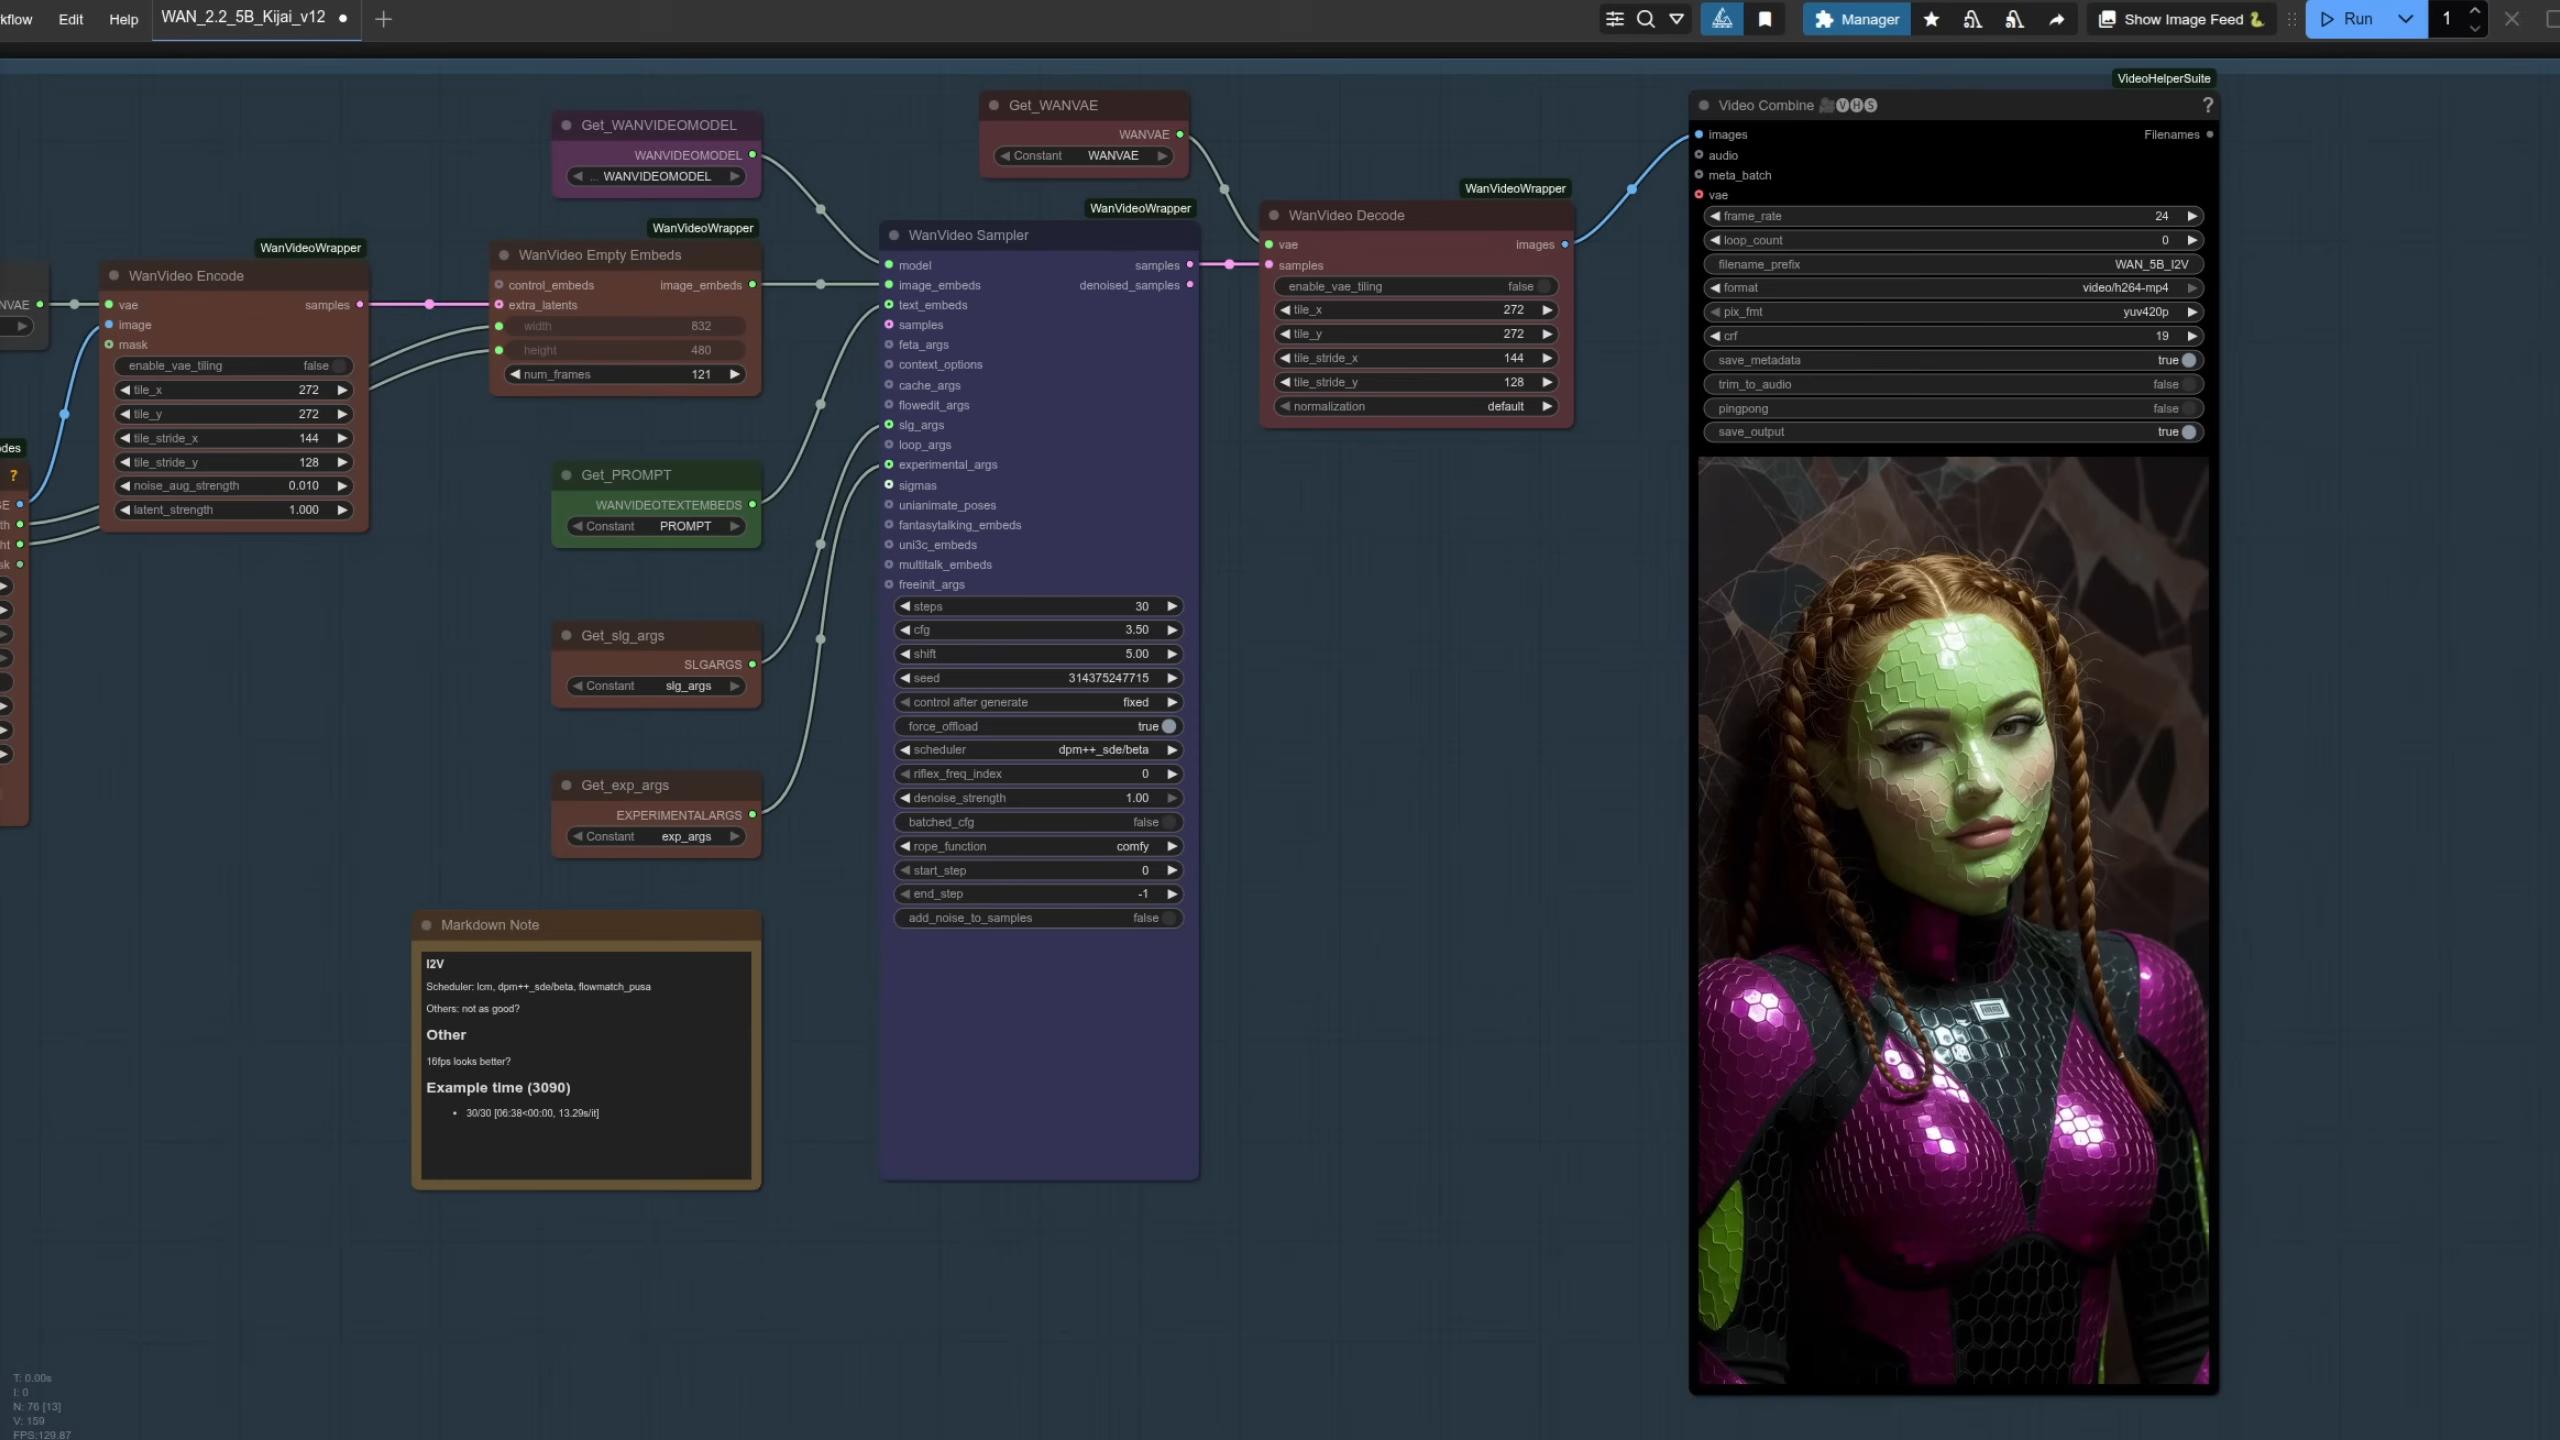 kflow Edit Help WAN_2.2_5B_Kijai_v12
Manager Show Image Feed Run 1
NVAE
odes
?
E
th
ht
sk
WanVideoWrapper
WanVideo Encode
vae samples
image
mask
enable_vae_tiling false
tile_x 272
tile_y 272
tile_stride_x 144
tile_stride_y 128
noise_aug_strength 0.010
latent_strength 1.000
Get_WANVIDEOMODEL
WANVIDEOMODEL
... WANVIDEOMODEL
WanVideoWrapper
WanVideo Empty Embeds
control_embeds image_embeds
extra_latents
width 832
height 480
num_frames 121
Get_PROMPT
WANVIDEOTEXTEMBEDS
Constant PROMPT
Get_slg_args
SLGARGS
Constant slg_args
Get_exp_args
EXPERIMENTALARGS
Constant exp_args
Markdown Note
I2V
Scheduler: lcm, dpm++_sde/beta, flowmatch_pusa
Others: not as good?
Other
16fps looks better?
Example time (3090)
• 30/30 [06:38<00:00, 13.29s/it]
Get_WANVAE
WANVAE
Constant WANVAE
WanVideoWrapper
WanVideo Sampler
model samples
image_embeds denoised_samples
text_embeds
samples
feta_args
context_options
cache_args
flowedit_args
slg_args
loop_args
experimental_args
sigmas
unianimate_poses
fantasytalking_embeds
uni3c_embeds
multitalk_embeds
freeinit_args
steps 30
cfg 3.50
shift 5.00
seed 314375247715
control after generate fixed
force_offload true
scheduler dpm++_sde/beta
riflex_freq_index 0
denoise_strength 1.00
batched_cfg false
rope_function comfy
start_step 0
end_step -1
add_noise_to_samples false
WanVideoWrapper
WanVideo Decode
vae images
samples
enable_vae_tiling false
tile_x 272
tile_y 272
tile_stride_x 144
tile_stride_y 128
normalization default
VideoHelperSuite
Video Combine VHS ?
images Filenames
audio
meta_batch
vae
frame_rate 24
loop_count 0
filename_prefix WAN_5B_I2V
format video/h264-mp4
pix_fmt yuv420p
crf 19
save_metadata true
trim_to_audio false
pingpong false
save_output true
T: 0.00s
I: 0
N: 76 [13]
V: 159
FPS:129.87